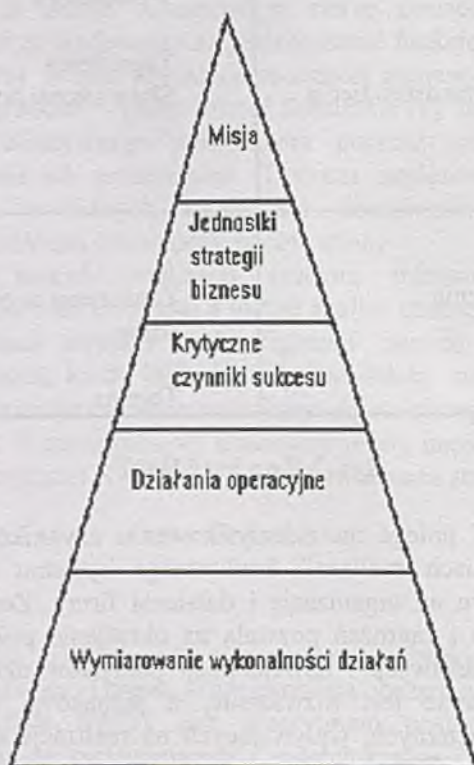 Misja
Jednostki
strategii
biznesu
Krytyczne
czynniki sukcesu
Działania operacyjne
Wymiarowanie wykonalności działań